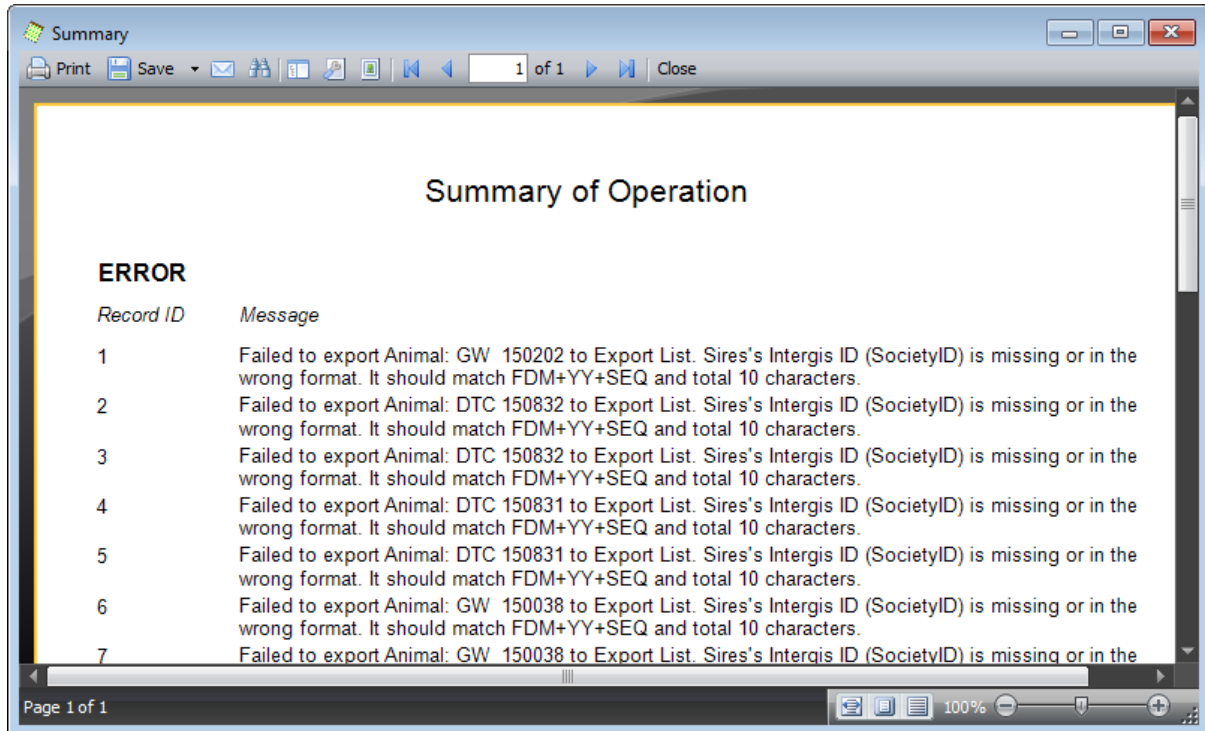 Summary
Print Save 1 of 1 Close
Summary of Operation
ERROR
Record ID Message
1 Failed to export Animal: GW 150202 to Export List. Sires's Intergis ID (SocietyID) is missing or in the
wrong format. It should match FDM+YY+SEQ and total 10 characters.
2 Failed to export Animal: DTC 150832 to Export List. Sires's Intergis ID (SocietyID) is missing or in the
wrong format. It should match FDM+YY+SEQ and total 10 characters.
3 Failed to export Animal: DTC 150832 to Export List. Sires's Intergis ID (SocietyID) is missing or in the
wrong format. It should match FDM+YY+SEQ and total 10 characters.
4 Failed to export Animal: DTC 150831 to Export List. Sires's Intergis ID (SocietyID) is missing or in the
wrong format. It should match FDM+YY+SEQ and total 10 characters.
5 Failed to export Animal: DTC 150831 to Export List. Sires's Intergis ID (SocietyID) is missing or in the
wrong format. It should match FDM+YY+SEQ and total 10 characters.
6 Failed to export Animal: GW 150038 to Export List. Sires's Intergis ID (SocietyID) is missing or in the
wrong format. It should match FDM+YY+SEQ and total 10 characters.
7 Failed to export Animal: GW 150038 to Export List. Sires's Intergis ID (SocietyID) is missing or in the
Page 1 of 1 100%